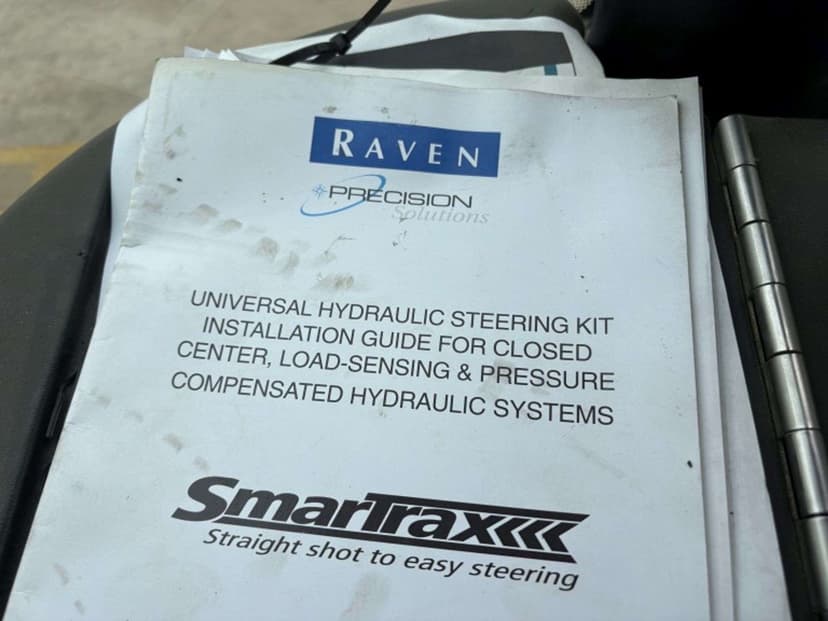 RAVEN
PRECISION
Solutions
UNIVERSAL HYDRAULIC STEERING KIT
INSTALLATION GUIDE FOR CLOSED
CENTER, LOAD-SENSING & PRESSURE
COMPENSATED HYDRAULIC SYSTEMS
SmarTrax
Straight shot to easy steering